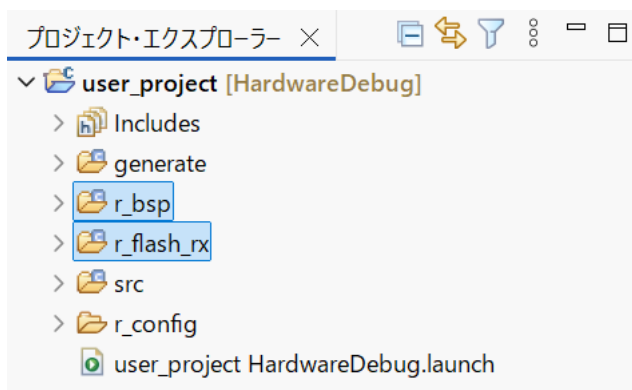 プロジェクト・エクスプローラー
user_project [HardwareDebug]
Includes
generate
r_bsp
r_flash_rx
src
r_config
user_project HardwareDebug.launch